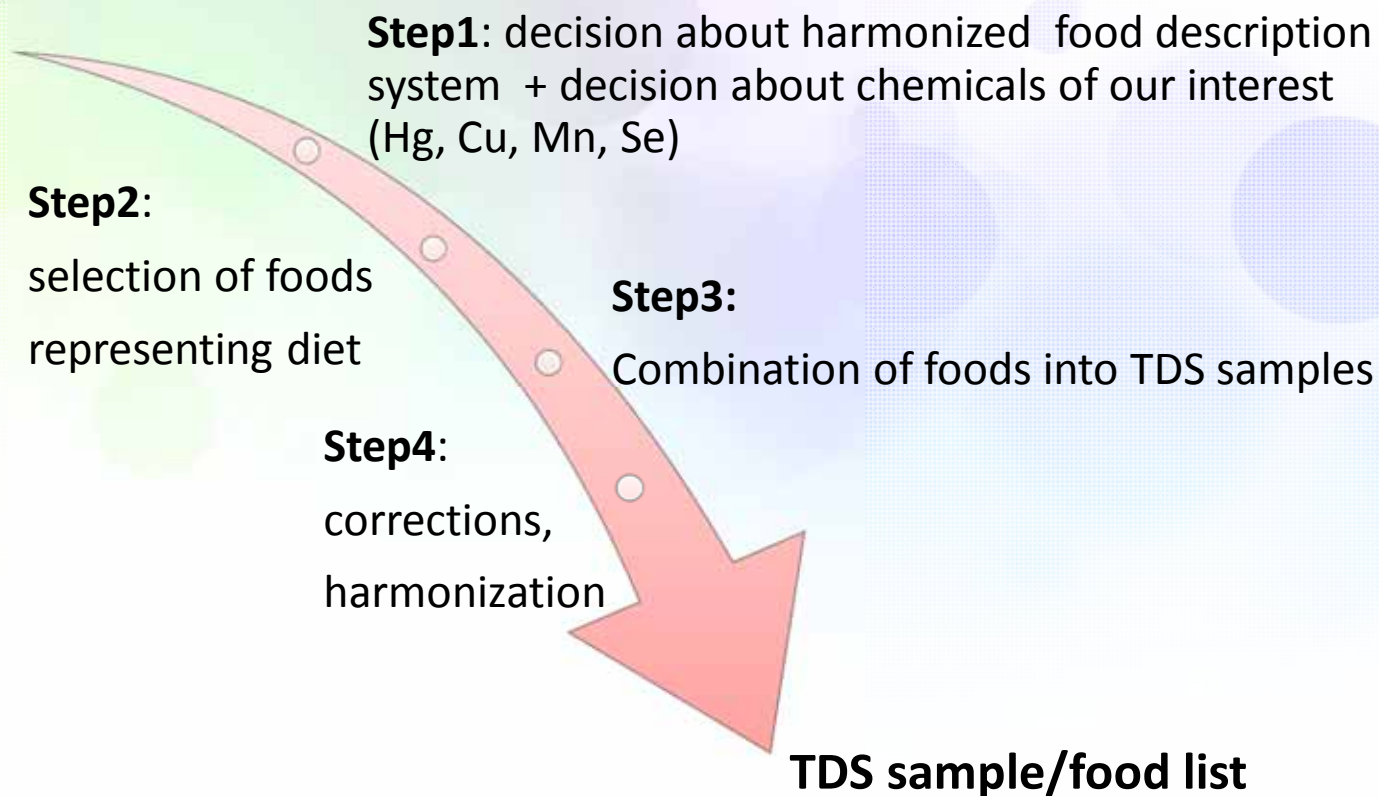 Step1: decision about harmonized food description
system + decision about chemicals of our interest
(Hg, Cu, Mn, Se)
Step2:
selection of foods
representing diet
Step3:
Combination of foods into TDS samples
Step4:
corrections,
harmonization
TDS sample/food list